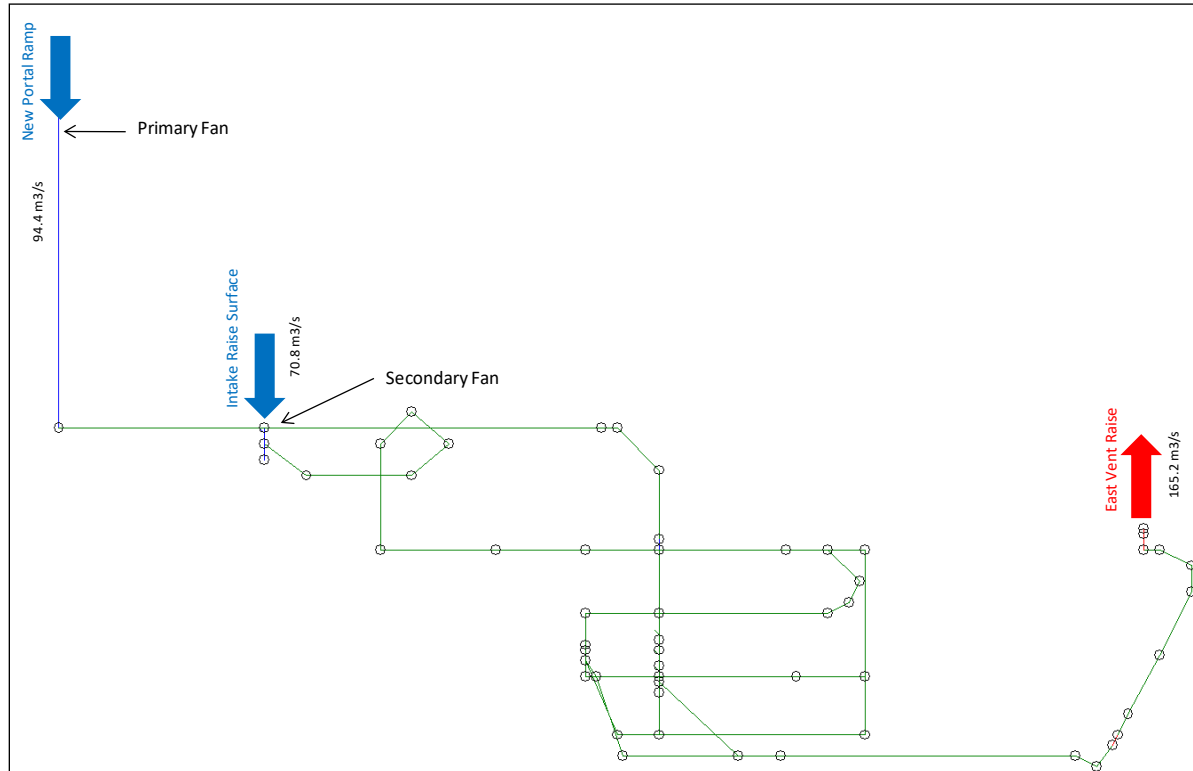 New Portal Ramp
Primary Fan
94.4 m3/s
Intake Raise Surface
70.8 m3/s
Secondary Fan
East Vent Raise
165.2 m3/s